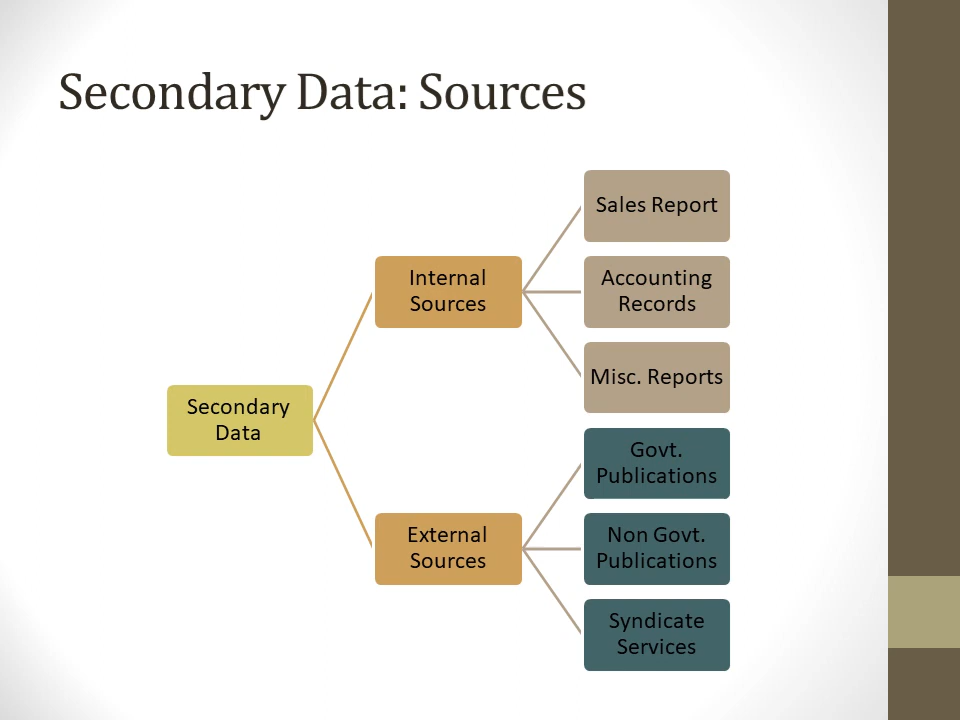 Secondary Data: Sources
Sales Report
Internal
Sources
Accounting
Records
Misc. Reports
Secondary
Data
Govt.
Publications
External
Sources
Non Govt.
Publications
Syndicate
Services